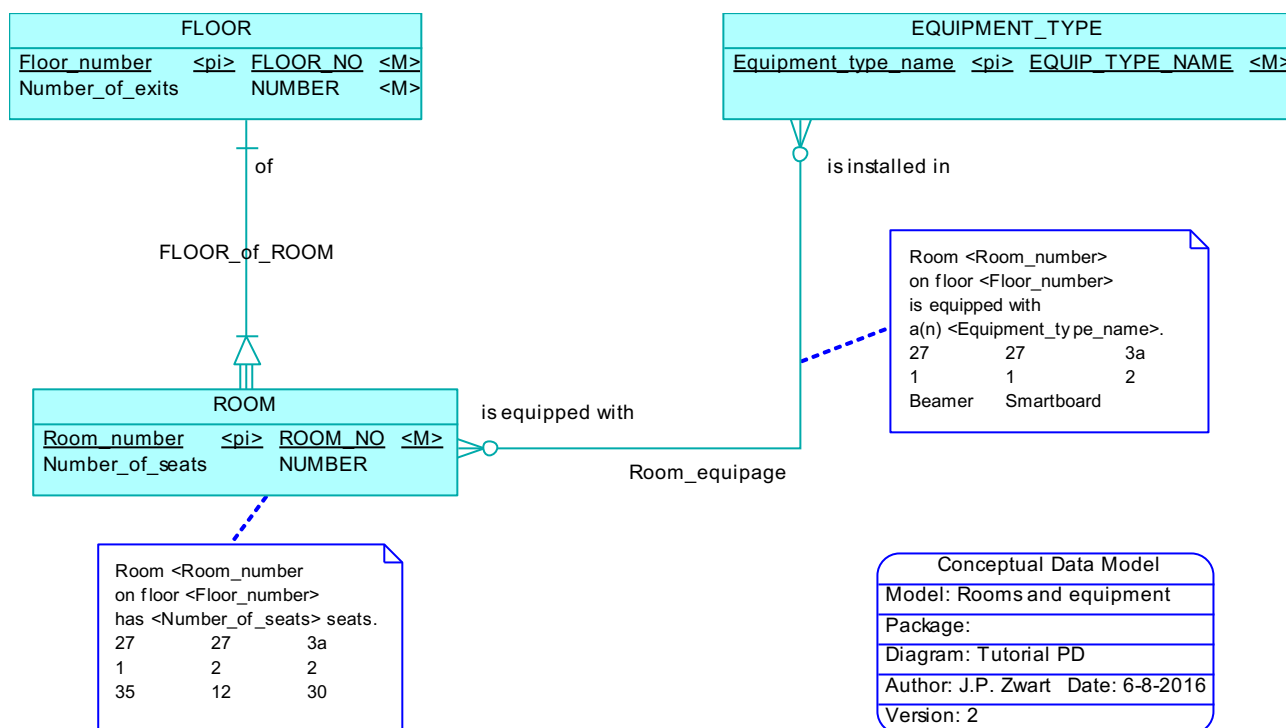 FLOOR
Floor_number <pi> FLOOR_NO <M>
Number_of_exits NUMBER <M>
EQUIPMENT_TYPE
Equipment_type_name <pi> EQUIP_TYPE_NAME <M>
of
is installed in
FLOOR_of_ROOM
Room <Room_number>
on floor <Floor_number>
is equipped with
a(n) <Equipment_type_name>.
27 27 3a
1 1 2
Beamer Smartboard
ROOM
Room_number <pi> ROOM_NO <M>
Number_of_seats NUMBER
is equipped with
Room_equipage
Room <Room_number
on floor <Floor_number>
has <Number_of_seats> seats.
27 27 3a
1 2 2
35 12 30
Conceptual Data Model
Model: Rooms and equipment
Package:
Diagram: Tutorial PD
Author: J.P. Zwart Date: 6-8-2016
Version: 2